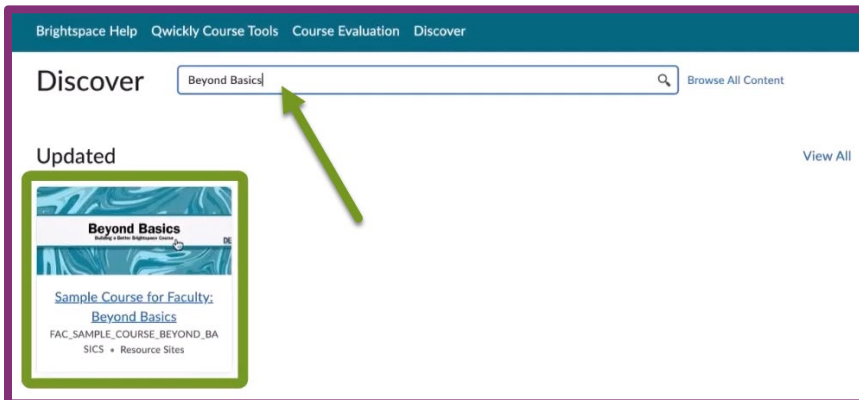 Brightspace Help Qwickly Course Tools Course Evaluation Discover
Discover Beyond Basics Browse All Content
Updated View All
Beyond Basics
Building a Better Brightspace Course
DE
Sample Course for Faculty:
Beyond Basics
FAC_SAMPLE_COURSE_BEYOND_BA
SICS • Resource Sites